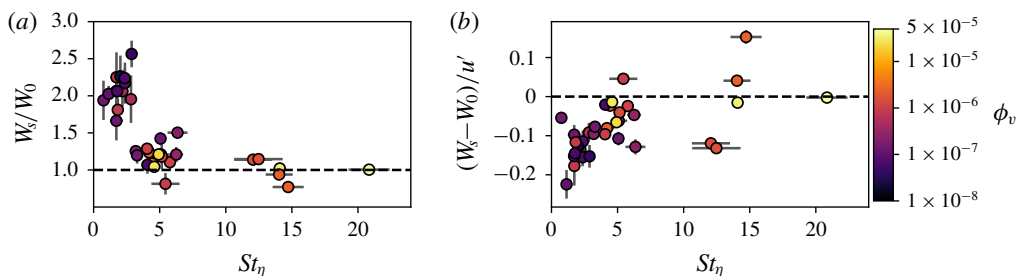 (a)
3.0
2.5
2.0
1.5
1.0
0.5
W_s/W_0
0 5 10 15 20
St_η
(b)
0.1
0
−0.1
−0.2
(W_s−W_0)/u′
0 5 10 15 20
St_η
5 × 10^{−5}
1 × 10^{−5}
1 × 10^{−6}
1 × 10^{−7}
1 × 10^{−8}
ϕ_v